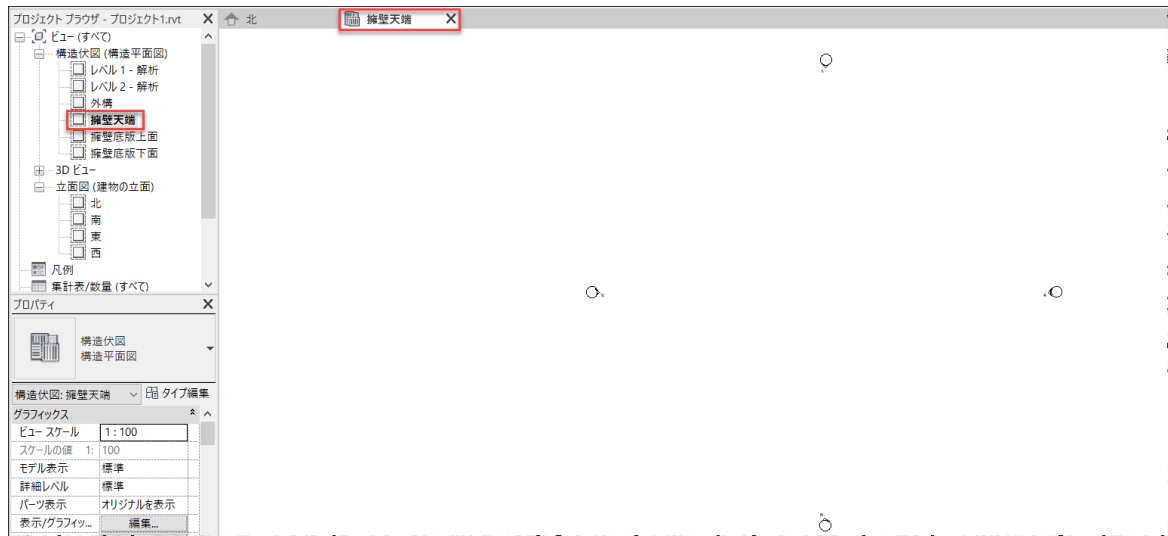 プロジェクト ブラウザ - プロジェクト1.rvt
北
擁壁天端
ビュー (すべて)
構造伏図 (構造平面図)
レベル 1 - 解析
レベル 2 - 解析
外構
擁壁天端
擁壁底版上面
擁壁底版下面
3D ビュー
立面図 (建物の立面)
北
南
東
西
凡例
集計表/数量 (すべて)
プロパティ
構造伏図
構造平面図
構造伏図: 擁壁天端
タイプ編集
グラフィックス
ビュー スケール 1 : 100
スケールの値 1: 100
モデル表示 標準
詳細レベル 標準
パーツ表示 オリジナルを表示
表示/グラフィッ... 編集...